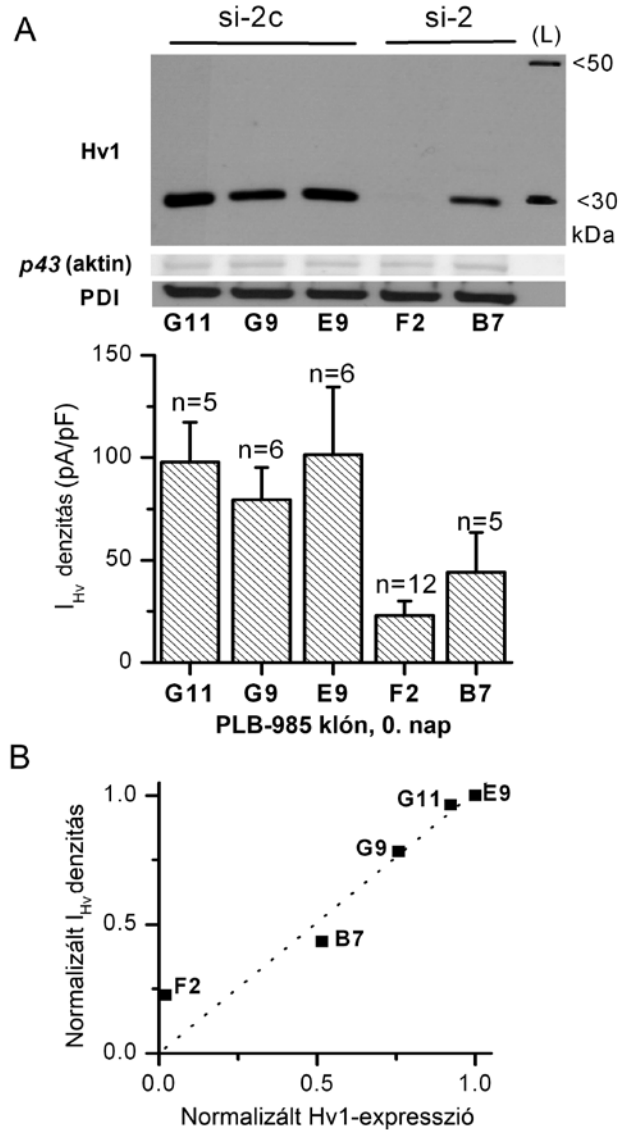 A
si-2c si-2 (L)
<50
Hv1
<30
kDa
p43 (aktin)
PDI
G11 G9 E9 F2 B7
150
100
50
0
I_Hv denzitás (pA/pF)
n=5
n=6
n=6
n=12
n=5
G11 G9 E9 F2 B7
PLB-985 klón, 0. nap
B
Normalizált I_Hv denzitás
1.0
0.5
0.0
G11
E9
G9
B7
F2
0.0 0.5 1.0
Normalizált Hv1-expresszió